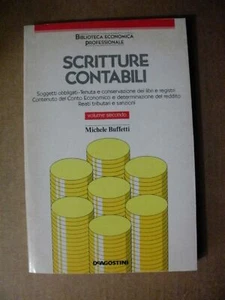 BIBLIOTECA ECONOMICA
PROFESSIONALE
SCRITTURE
CONTABILI
Soggetti obbligati-Tenuta e conservazione dei libri e registri
Contenuto del Conto Economico e determinazione del reddito
Reati tributari e sanzioni
volume secondo
Michele Buffetti
DEAGOSTINI